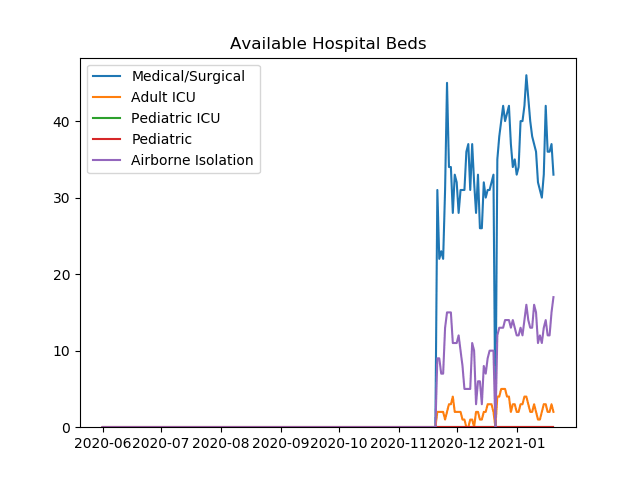 Available Hospital Beds
Medical/Surgical
Adult ICU
Pediatric ICU
Pediatric
Airborne Isolation
40
30
20
10
0
2020-06 2020-07 2020-08 2020-09 2020-10 2020-11 2020-12 2021-01